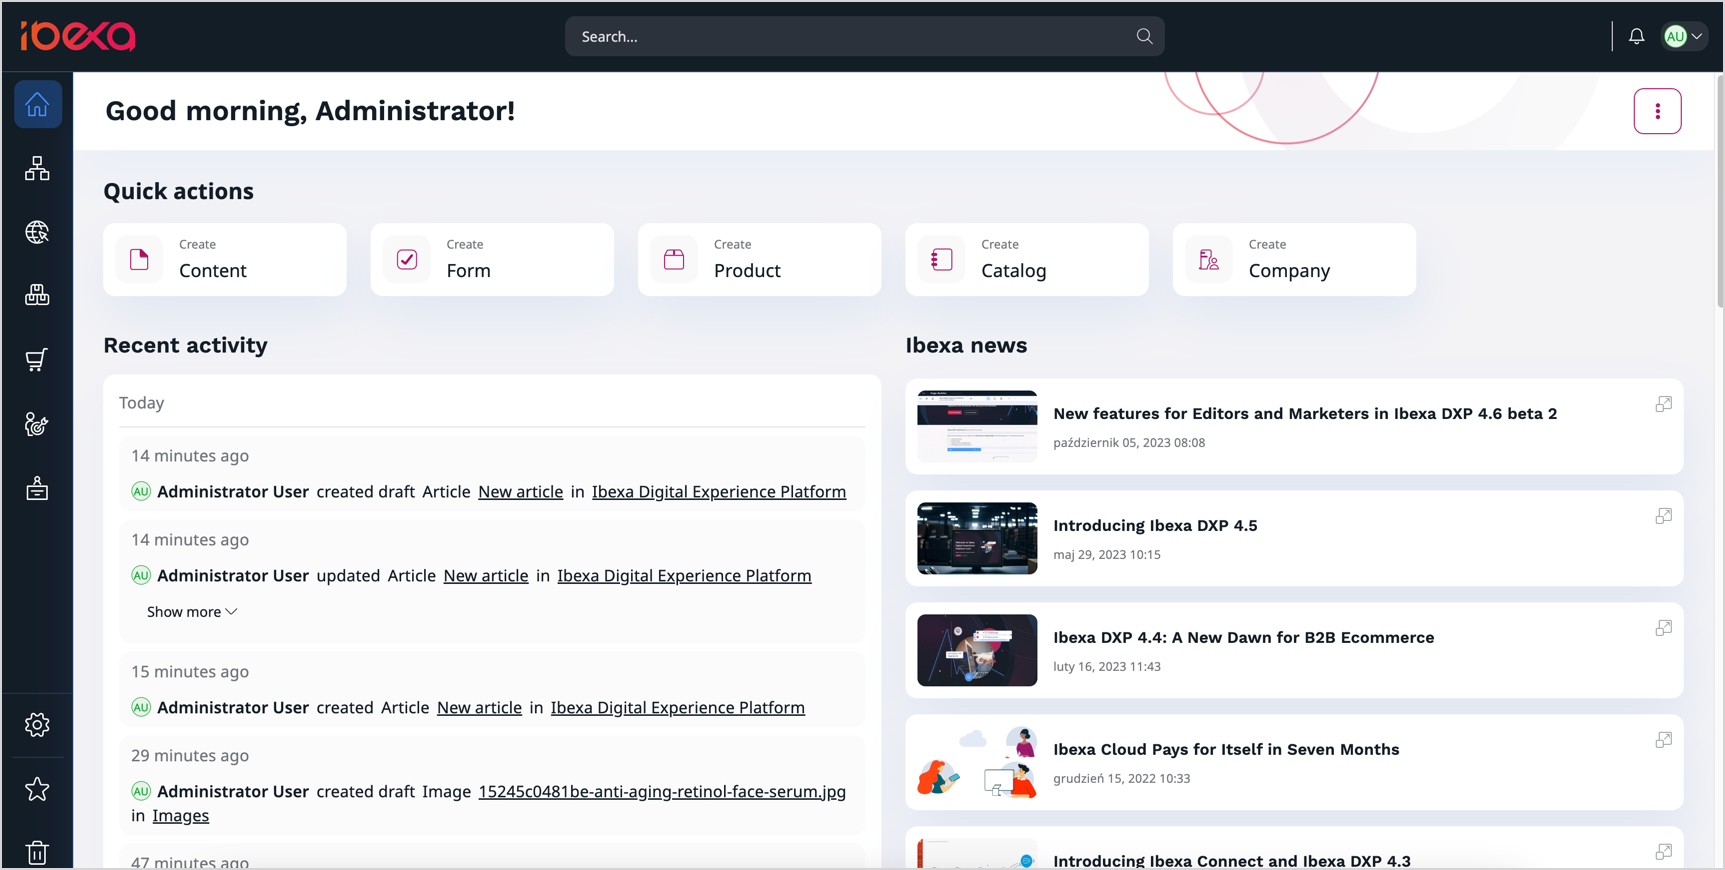 ibexa
Search...
AU
Good morning, Administrator!
Quick actions
Create
Content
Create
Form
Create
Product
Create
Catalog
Create
Company
Recent activity
Today
14 minutes ago
AU Administrator User created draft Article New article in Ibexa Digital Experience Platform
14 minutes ago
AU Administrator User updated Article New article in Ibexa Digital Experience Platform
Show more
15 minutes ago
AU Administrator User created Article New article in Ibexa Digital Experience Platform
29 minutes ago
AU Administrator User created draft Image 15245c0481be-anti-aging-retinol-face-serum.jpg
in Images
47 minutes ago
Ibexa news
New features for Editors and Marketers in Ibexa DXP 4.6 beta 2
październik 05, 2023 08:08
Introducing Ibexa DXP 4.5
maj 29, 2023 10:15
Ibexa DXP 4.4: A New Dawn for B2B Ecommerce
luty 16, 2023 11:43
Ibexa Cloud Pays for Itself in Seven Months
grudzień 15, 2022 10:33
Introducing Ibexa Connect and Ibexa DXP 4.3